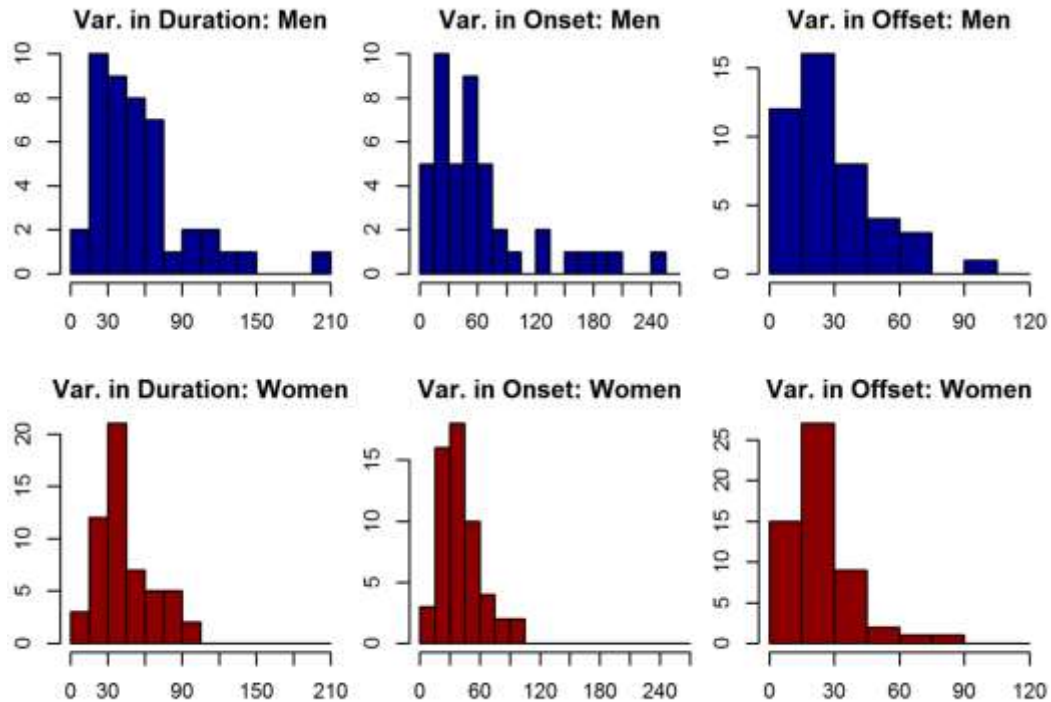 Var. in Duration: Men
Var. in Onset: Men
Var. in Offset: Men
0 2 4 6 8 10
0 30 90 150 210
0 2 4 6 8 10
0 60 120 180 240
0 5 10 15
0 30 60 90 120
Var. in Duration: Women
Var. in Onset: Women
Var. in Offset: Women
0 5 10 15 20
0 30 90 150 210
0 5 10 15
0 60 120 180 240
0 5 10 15 20 25
0 30 60 90 120